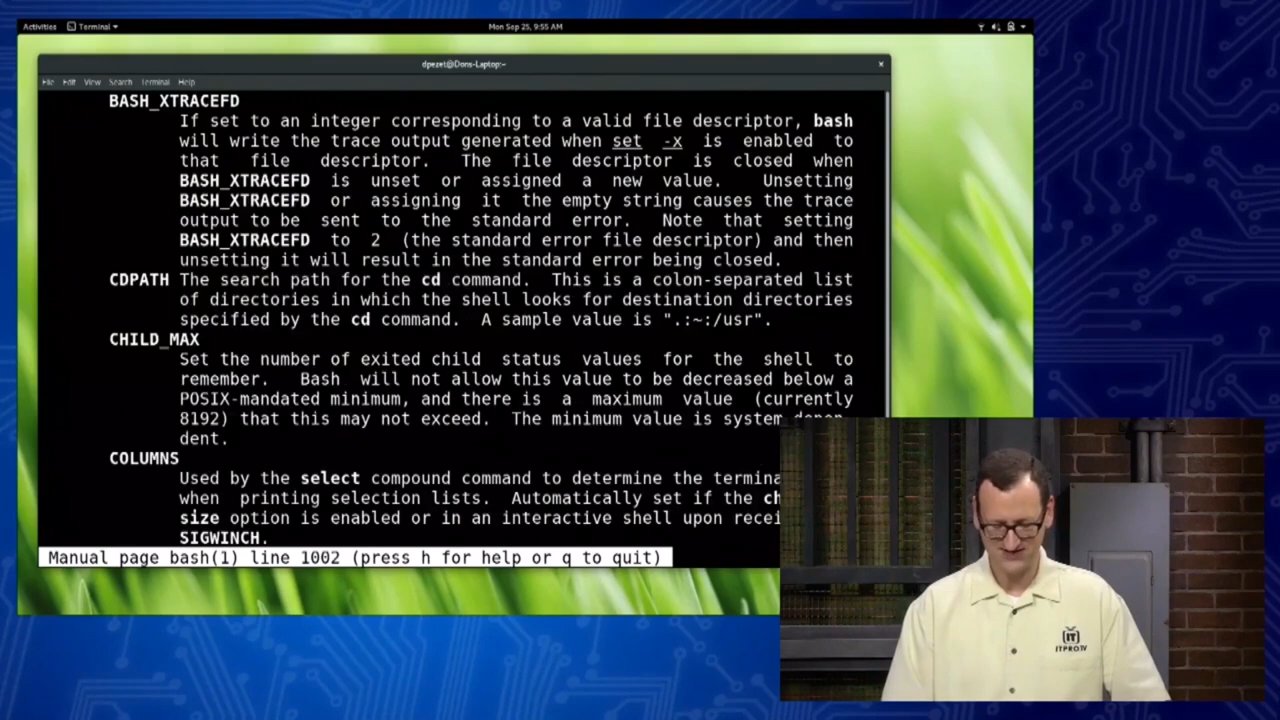 Activities Terminal Mon Sep 25, 9:55 AM
dpezet@Dons-Laptop:~
File Edit View Search Terminal Help
BASH_XTRACEFD
If set to an integer corresponding to a valid file descriptor, bash
will write the trace output generated when set -x is enabled to
that file descriptor. The file descriptor is closed when
BASH_XTRACEFD is unset or assigned a new value. Unsetting
BASH_XTRACEFD or assigning it the empty string causes the trace
output to be sent to the standard error. Note that setting
BASH_XTRACEFD to 2 (the standard error file descriptor) and then
unsetting it will result in the standard error being closed.
CDPATH The search path for the cd command. This is a colon-separated list
of directories in which the shell looks for destination directories
specified by the cd command. A sample value is ".:~:/usr".
CHILD_MAX
Set the number of exited child status values for the shell to
remember. Bash will not allow this value to be decreased below a
POSIX-mandated minimum, and there is a maximum value (currently
8192) that this may not exceed. The minimum value is system depen-
dent.
COLUMNS
Used by the select compound command to determine the termina
when printing selection lists. Automatically set if the ch
size option is enabled or in an interactive shell upon recei
SIGWINCH.
Manual page bash(1) line 1002 (press h for help or q to quit)
IT
ITPRO.TV